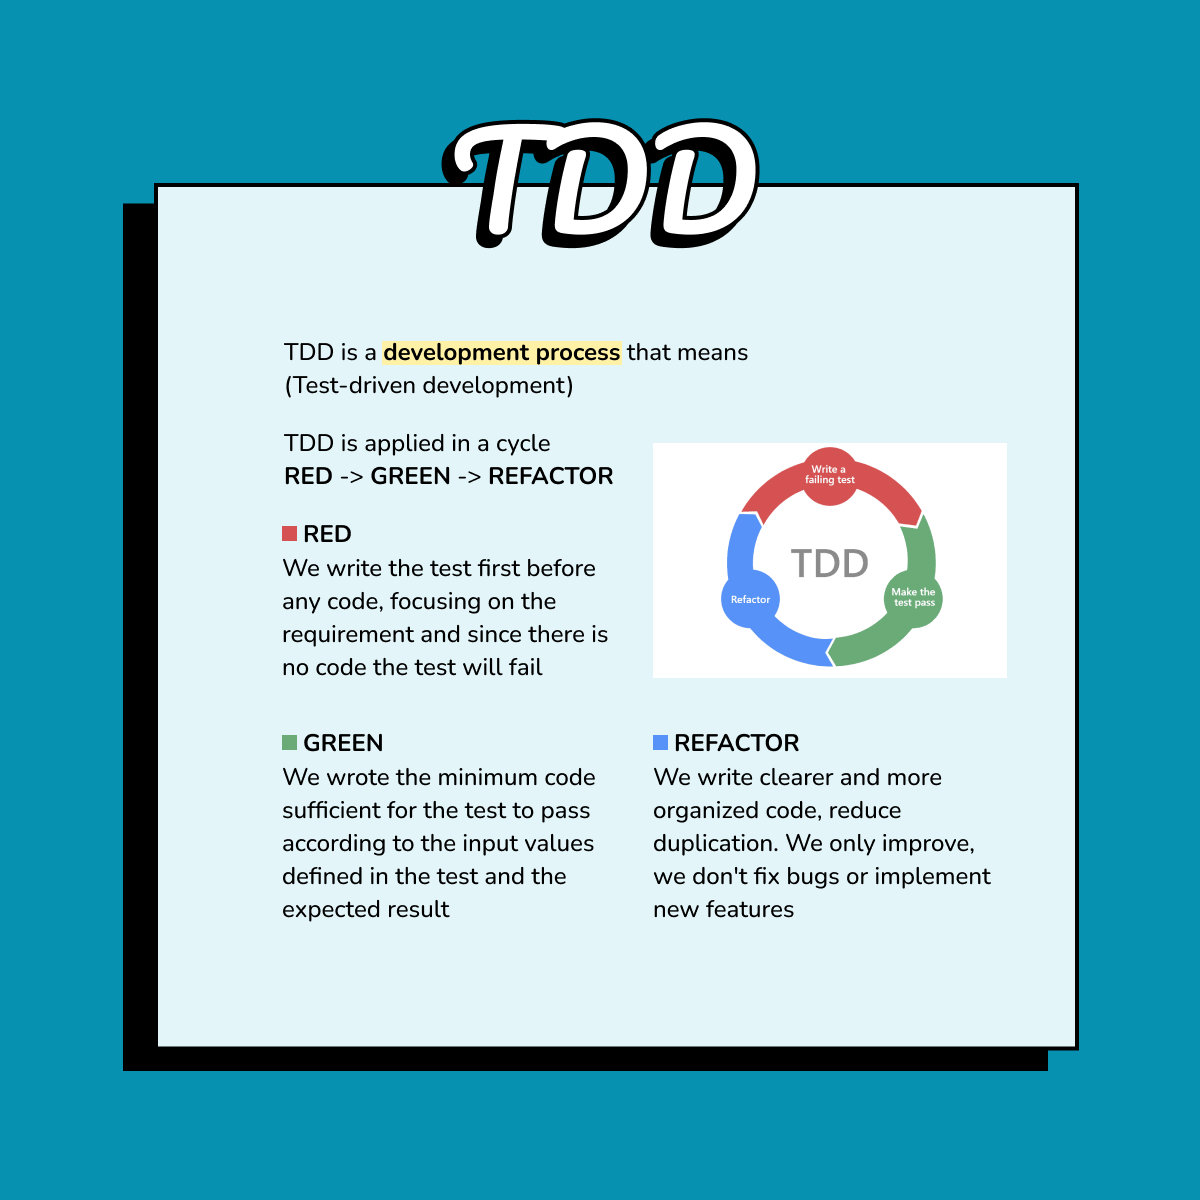 TDD
TDD is a development process that means
(Test-driven development)
TDD is applied in a cycle
RED -> GREEN -> REFACTOR
RED
We write the test first before
any code, focusing on the
requirement and since there is
no code the test will fail
Write a
failing test
TDD
Make the
test pass
Refactor
GREEN
We wrote the minimum code
sufficient for the test to pass
according to the input values
defined in the test and the
expected result
REFACTOR
We write clearer and more
organized code, reduce
duplication. We only improve,
we don't fix bugs or implement
new features